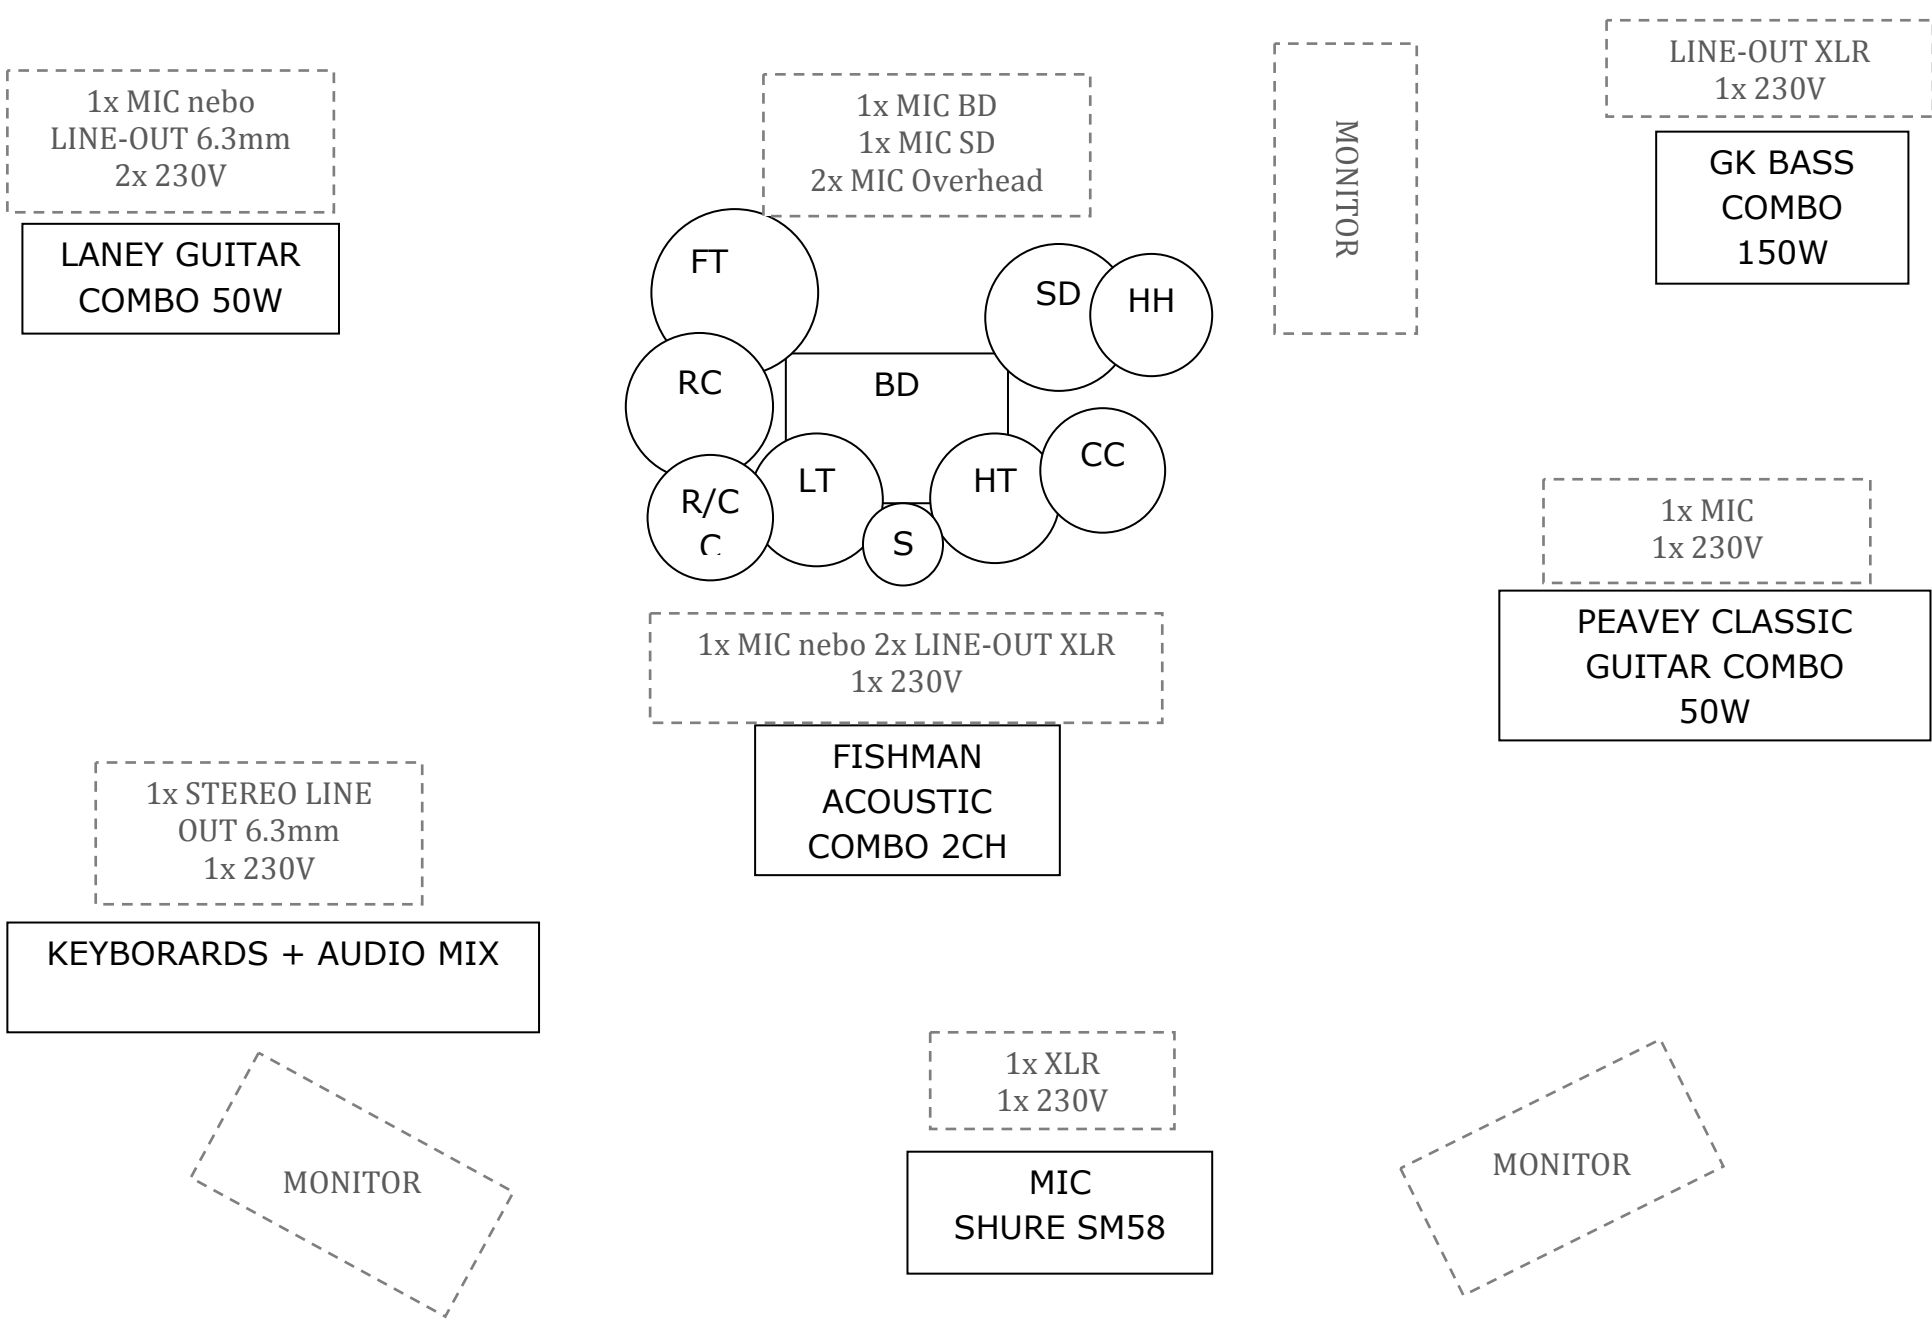 LINE-OUT XLR
1x 230V
GK BASS
COMBO
150W
1x MIC nebo
LINE-OUT 6.3mm
2x 230V
LANEY GUITAR
COMBO 50W
1x MIC BD
1x MIC SD
2x MIC Overhead
MONITOR
FT
SD
HH
RC
BD
CC
LT
HT
R/C
C
S
1x MIC
1x 230V
PEAVEY CLASSIC
GUITAR COMBO
50W
1x MIC nebo 2x LINE-OUT XLR
1x 230V
FISHMAN
ACOUSTIC
COMBO 2CH
1x STEREO LINE
OUT 6.3mm
1x 230V
KEYBORARDS + AUDIO MIX
1x XLR
1x 230V
MIC
SHURE SM58
MONITOR
MONITOR